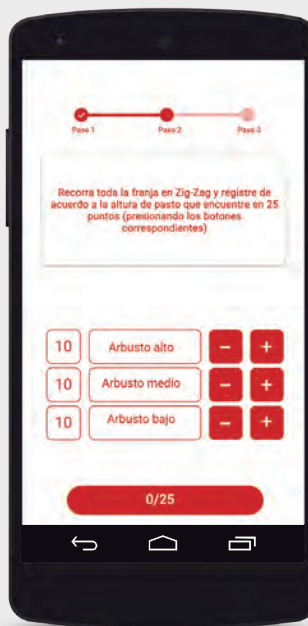 Paso 1 Paso 2 Paso 3
Recorra toda la franja en Zig-Zag y registre de
acuerdo a la altura de pasto que encuentre en 25
puntos (presionando los botones
correspondientes)
10 Arbusto alto − +
10 Arbusto medio − +
10 Arbusto bajo − +
0/25